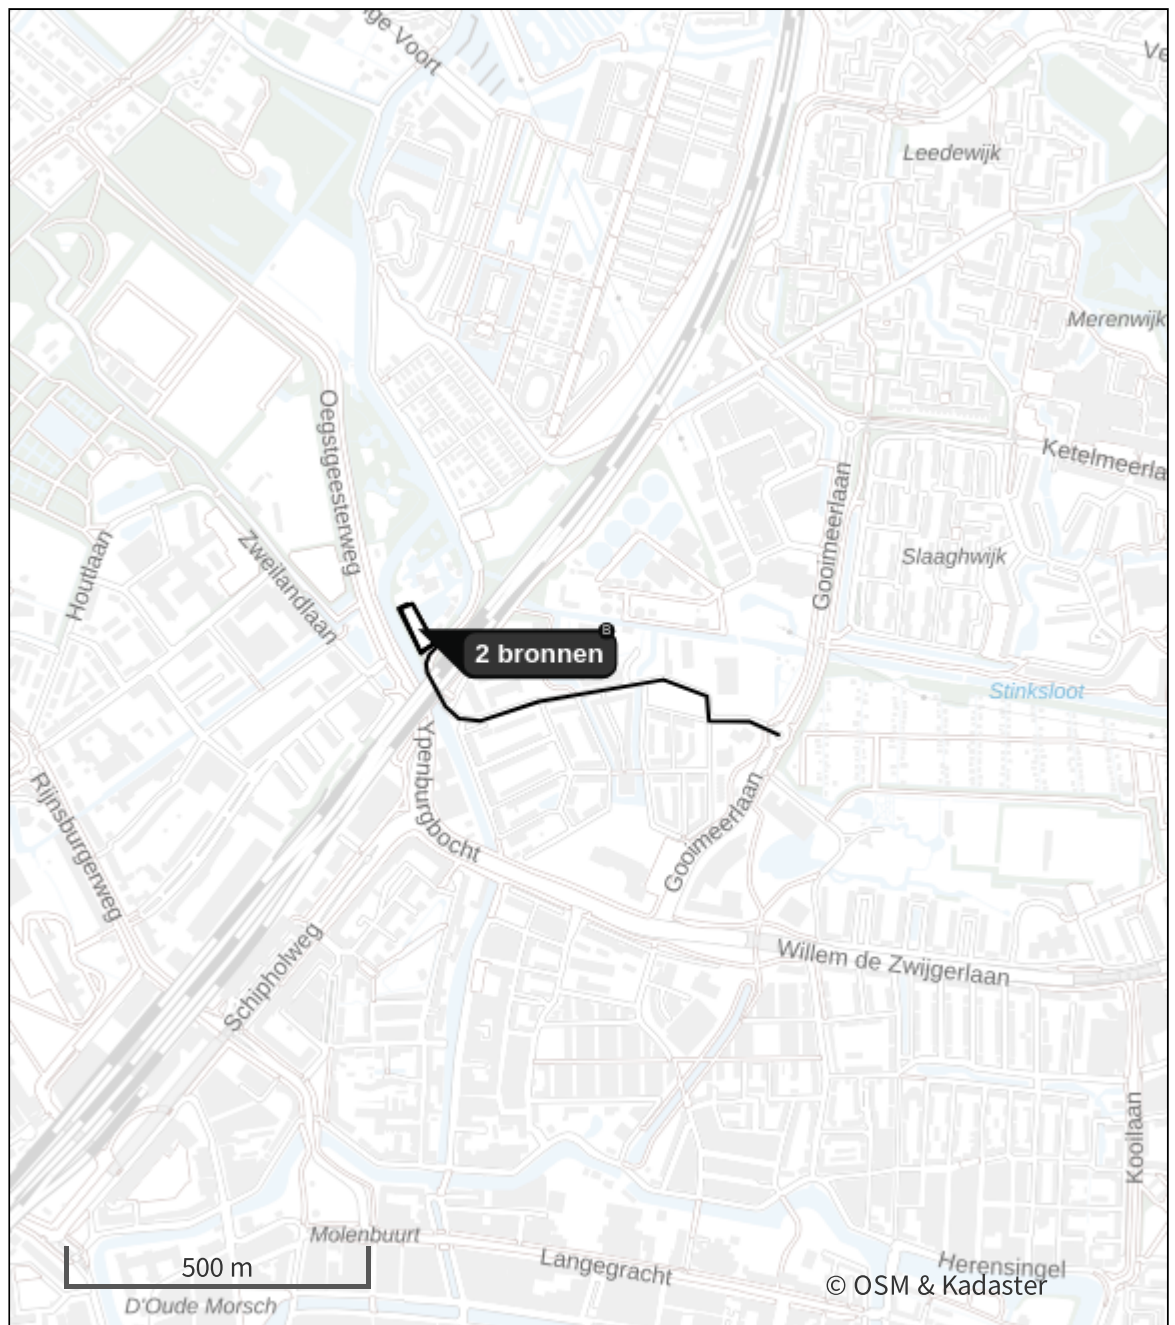 ge Voort
Ve
Leedewijk
Merenwijk
Oegstgeesterweg
Ketelmeerla
Gooimeerlaan
Houtlaan
Zweilandlaan
Slaaghwijk
B
2 bronnen
Stinksloot
Ypenburgbocht
Rijnsburgerweg
Gooimeerlaan
Schipholweg
Willem de Zwijgerlaan
Kooilaan
Molenbuurt
Langegracht
Herensingel
500 m
© OSM & Kadaster
D'Oude Morsch